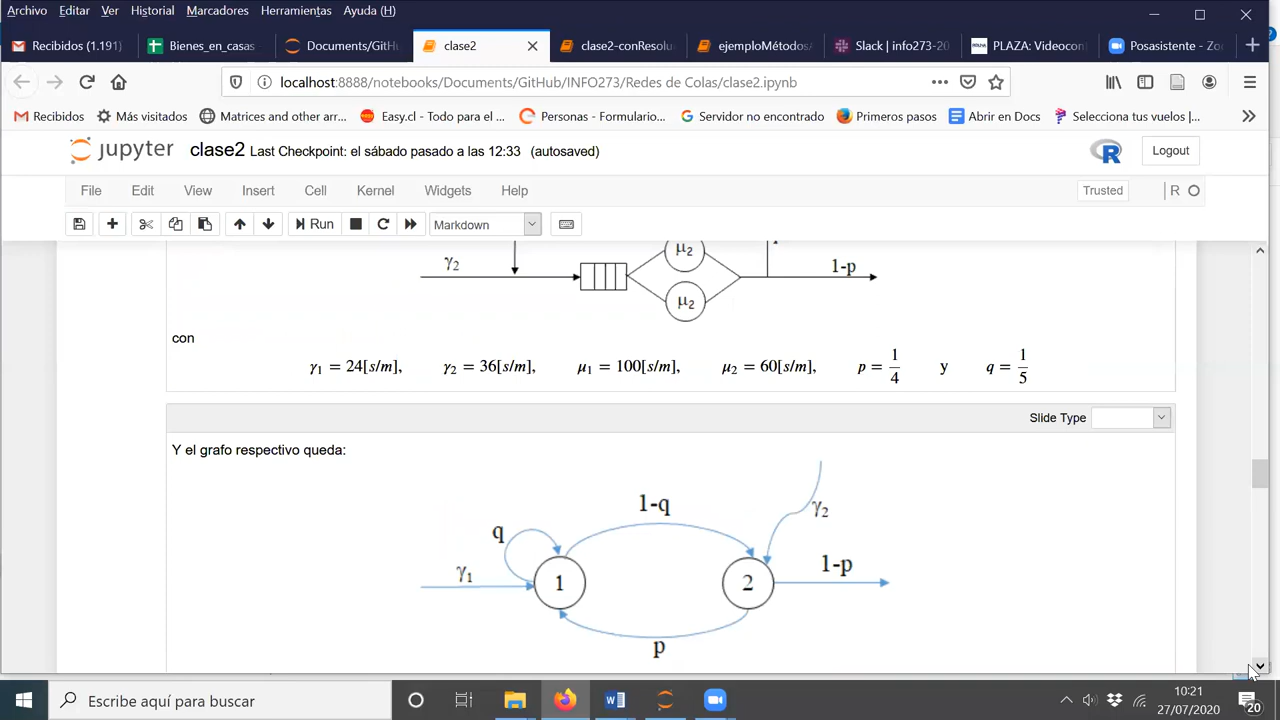 Archivo Editar Ver Historial Marcadores Herramientas Ayuda (H)
Recibidos (1.191) Bienes_en_casas Documents/GitHu clase2 clase2-conResolu ejemploMétodos/ Slack | info273-20 PLAZA: Videocon Posasistente - Zoo
localhost:8888/notebooks/Documents/GitHub/INFO273/Redes de Colas/clase2.ipynb
Recibidos Más visitados Matrices and other arr... Easy.cl - Todo para el ... Personas - Formulario... Servidor no encontrado Primeros pasos Abrir en Docs Selecciona tus vuelos |...
jupyter clase2 Last Checkpoint: el sábado pasado a las 12:33 (autosaved) R Logout
File Edit View Insert Cell Kernel Widgets Help Trusted R
Run Markdown
μ₂
γ₂ 1-p
μ₂
con
γ₁ = 24[s/m], γ₂ = 36[s/m], μ₁ = 100[s/m], μ₂ = 60[s/m], p = 1/4 y q = 1/5
Slide Type
Y el grafo respectivo queda:
1-q
q γ₂
γ₁ 1 2 1-p
p
Escribe aquí para buscar
10:21
27/07/2020
20